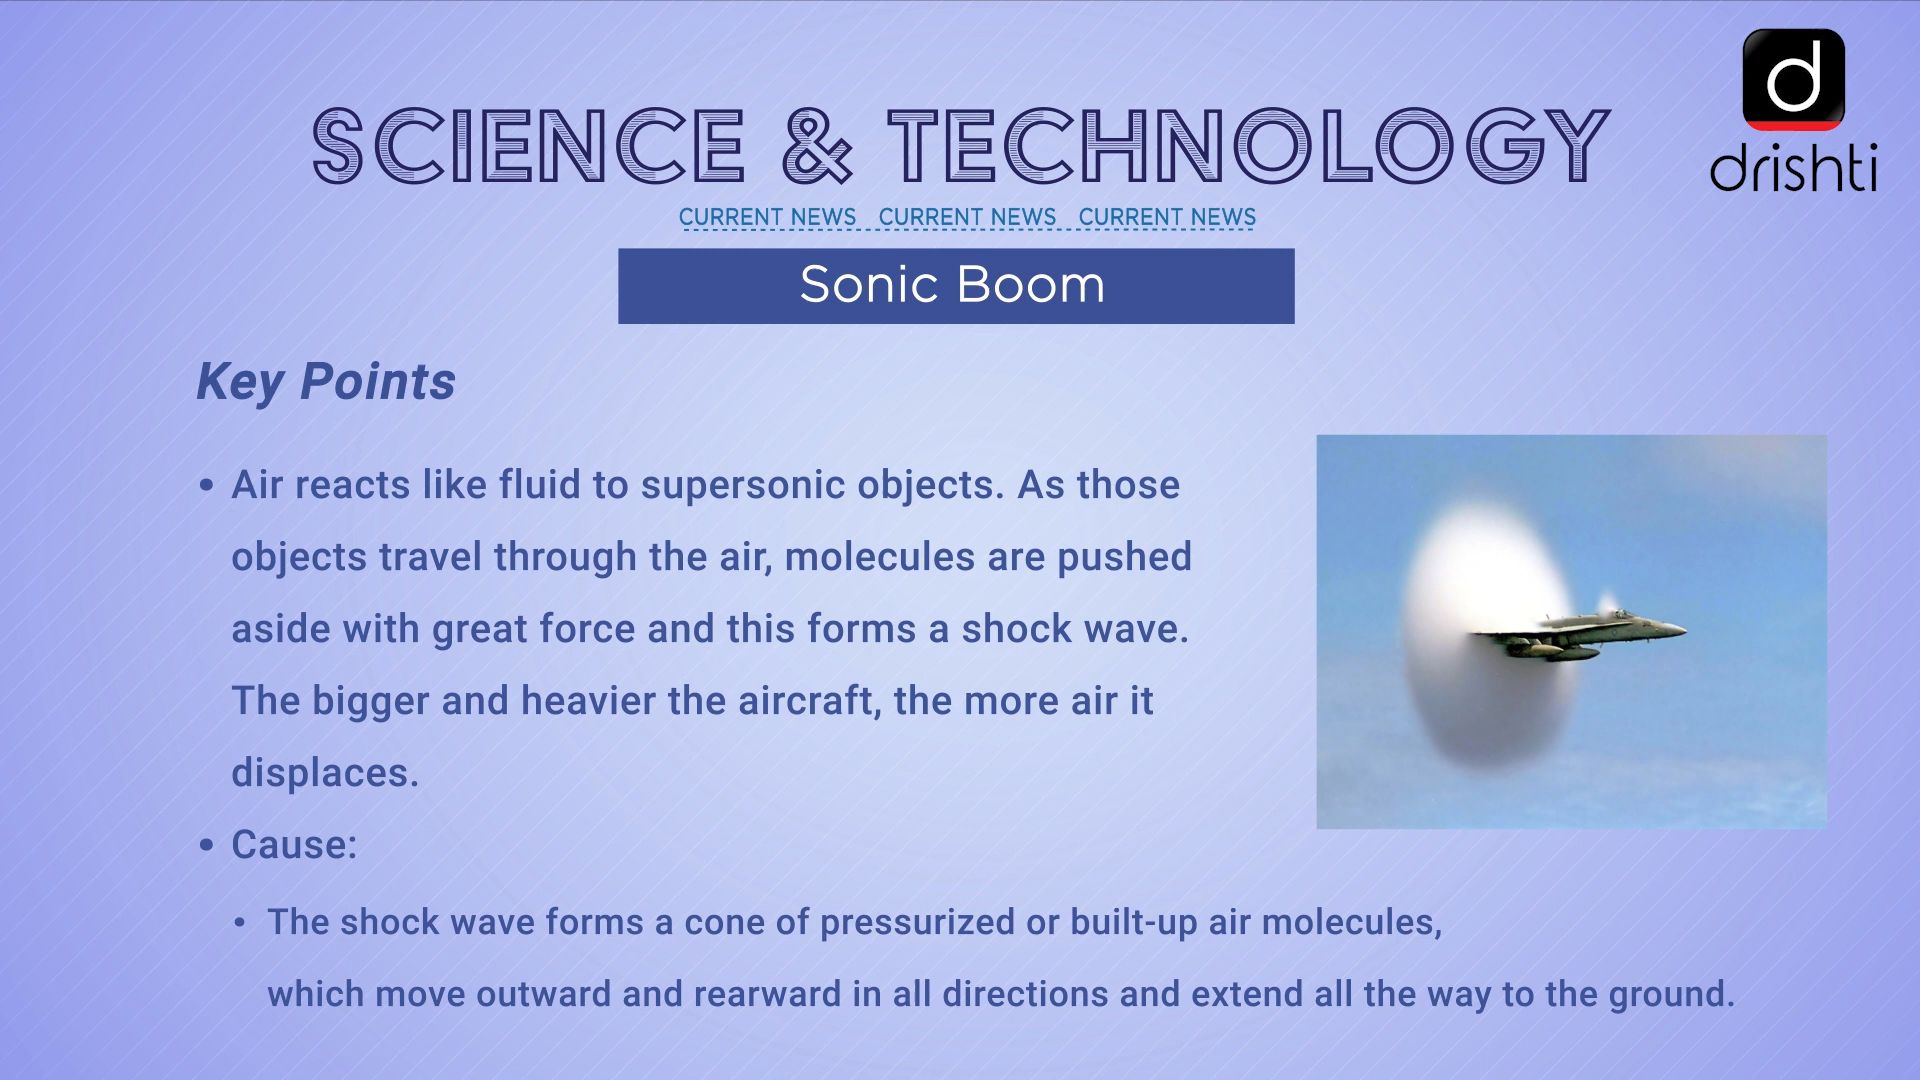 SCIENCE & TECHNOLOGY
d
drishti
CURRENT NEWS CURRENT NEWS CURRENT NEWS
Sonic Boom
Key Points
• Air reacts like fluid to supersonic objects. As those
objects travel through the air, molecules are pushed
aside with great force and this forms a shock wave.
The bigger and heavier the aircraft, the more air it
displaces.
• Cause:
• The shock wave forms a cone of pressurized or built-up air molecules,
which move outward and rearward in all directions and extend all the way to the ground.